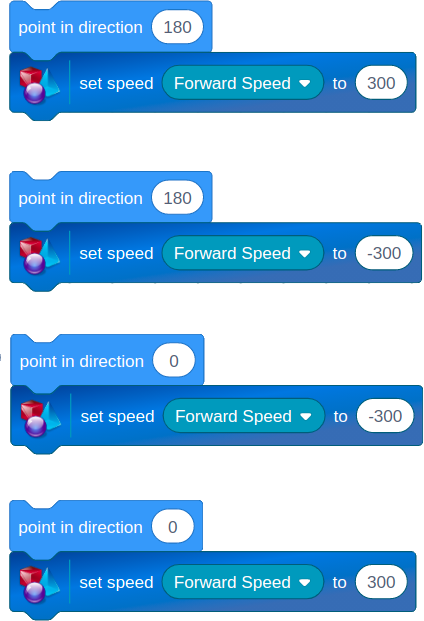 point in direction 180
set speed Forward Speed to 300
point in direction 180
set speed Forward Speed to -300
point in direction 0
set speed Forward Speed to -300
point in direction 0
set speed Forward Speed to 300